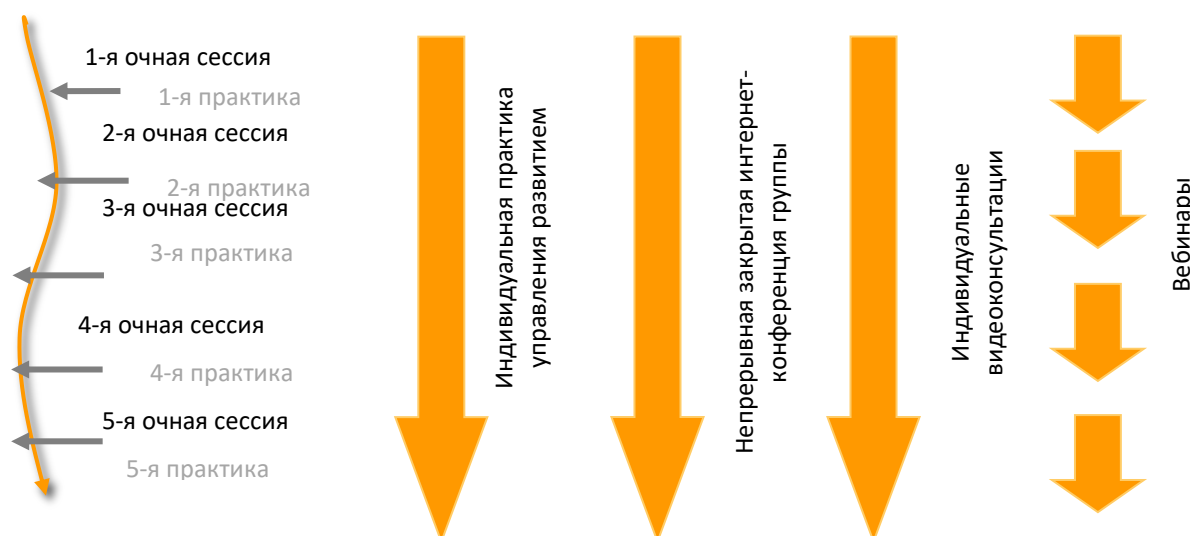 1-я очная сессия
1-я практика
2-я очная сессия
2-я практика
3-я очная сессия
3-я практика
4-я очная сессия
4-я практика
5-я очная сессия
5-я практика
Индивидуальная практика
управления развитием
Непрерывная закрытая интернет-
конференция группы
Индивидуальные
видеоконсультации
Вебинары